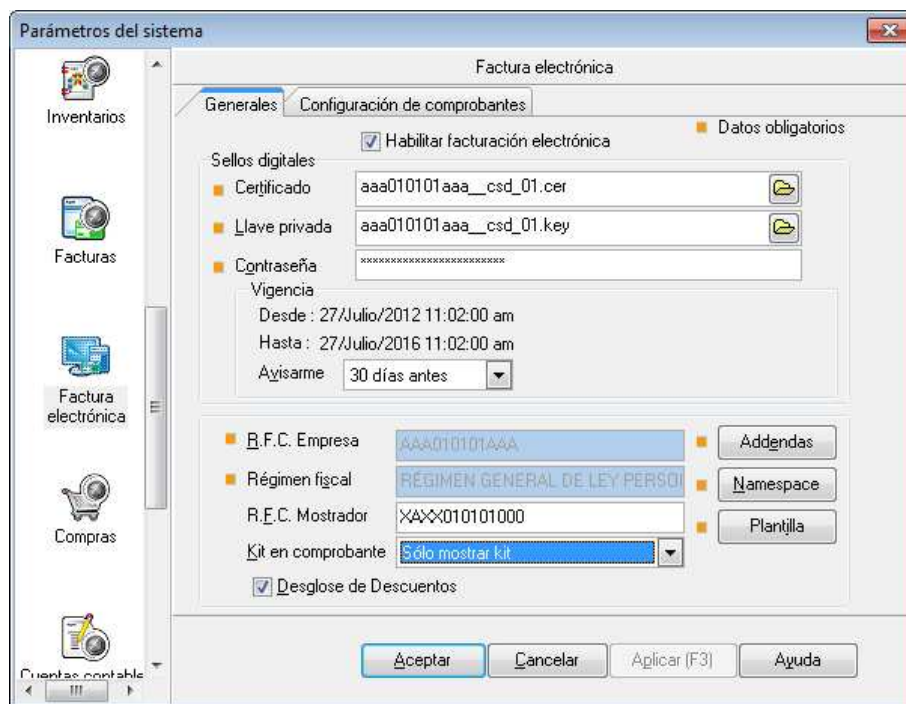 Parámetros del sistema
Inventarios
Facturas
Factura
electrónica
Compras
Cuentas contable
Factura electrónica
Generales
Configuración de comprobantes
Habilitar facturación electrónica
Datos obligatorios
Sellos digitales
Certificado
aaa010101aaa__csd_01.cer
Llave privada
aaa010101aaa__csd_01.key
Contraseña
************************
Vigencia
Desde : 27/Julio/2012 11:02:00 am
Hasta : 27/Julio/2016 11:02:00 am
Avisarme
30 días antes
R.F.C. Empresa
AAA010101AAA
Addendas
Régimen fiscal
RÉGIMEN GENERAL DE LEY PERSO
Namespace
R.F.C. Mostrador
XAXX010101000
Plantilla
Kit en comprobante
Sólo mostrar kit
Desglose de Descuentos
Aceptar
Cancelar
Aplicar (F3)
Ayuda